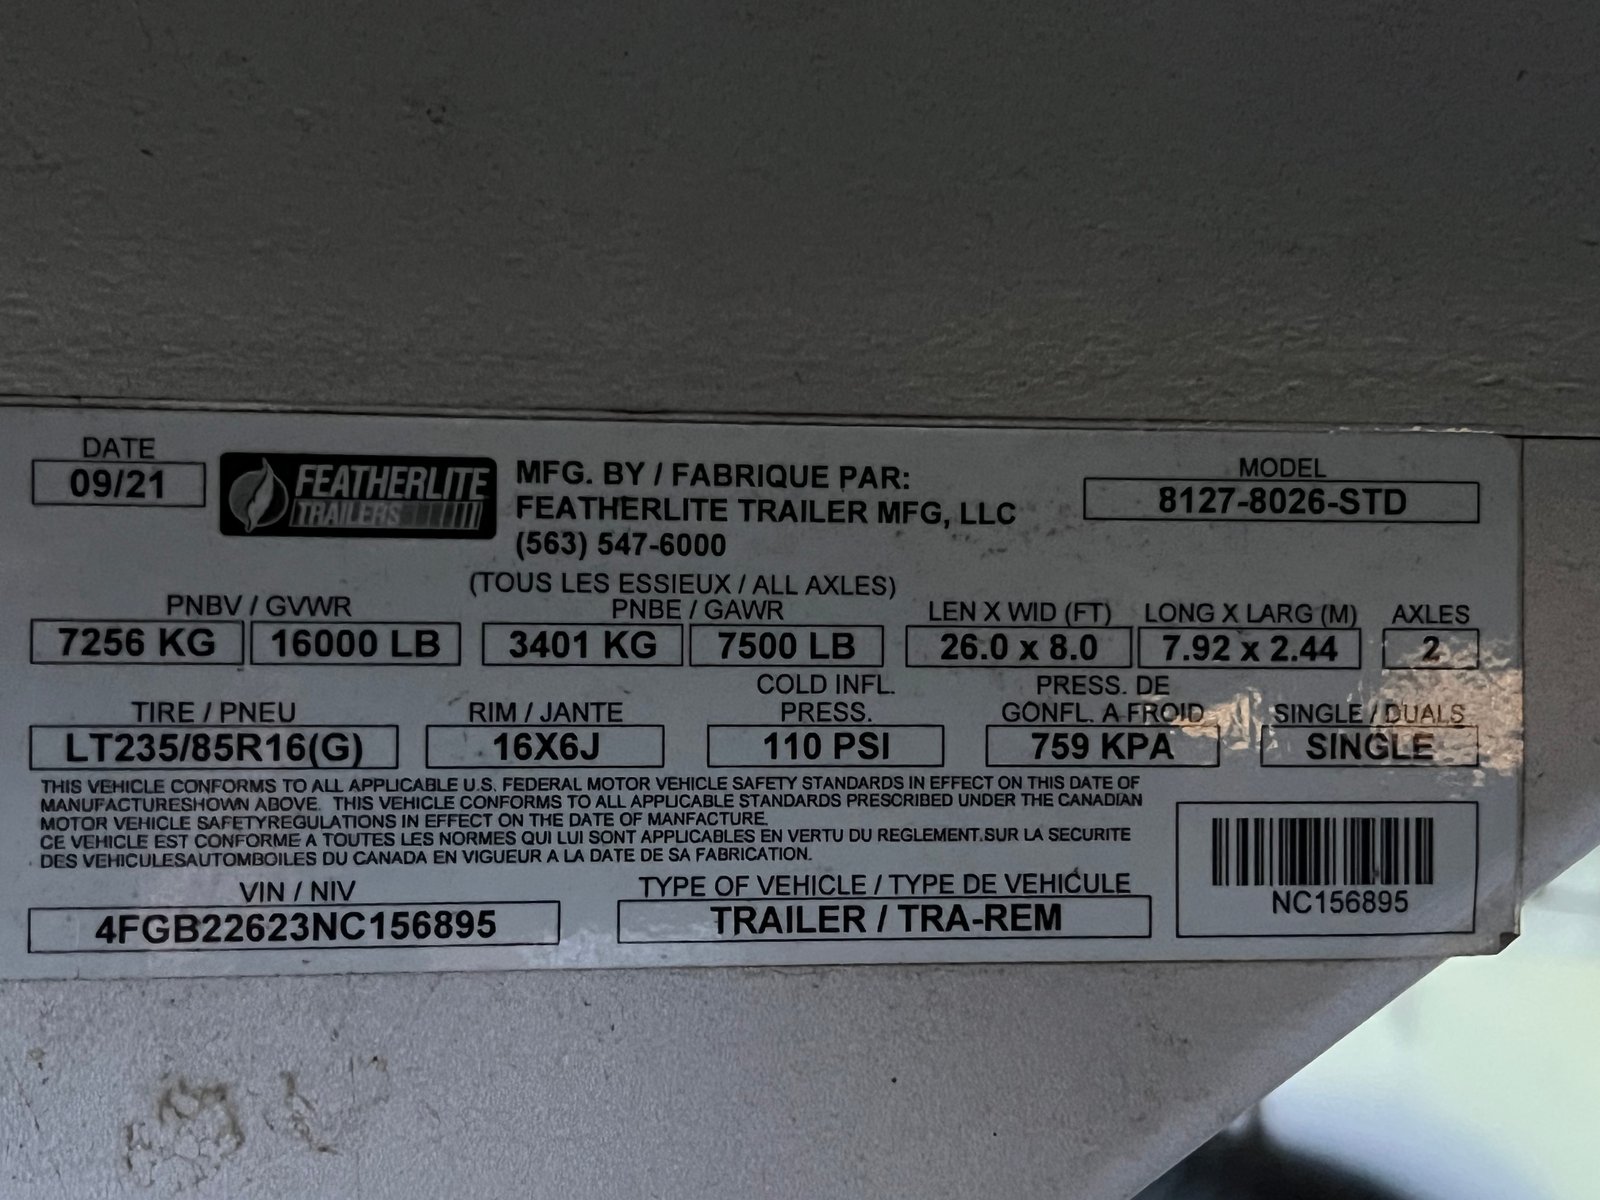 DATE
09/21
FEATHERLITE
TRAILERS
MFG. BY / FABRIQUE PAR:
FEATHERLITE TRAILER MFG, LLC
(563) 547-6000
MODEL
8127-8026-STD
(TOUS LES ESSIEUX / ALL AXLES)
PNBV / GVWR
PNBE / GAWR
LEN X WID (FT)
LONG X LARG (M)
AXLES
7256 KG
16000 LB
3401 KG
7500 LB
26.0 x 8.0
7.92 x 2.44
2
TIRE / PNEU
RIM / JANTE
COLD INFL.
PRESS.
PRESS. DE
GONFL. A FROID
SINGLE / DUALS
LT235/85R16(G)
16X6J
110 PSI
759 KPA
SINGLE
THIS VEHICLE CONFORMS TO ALL APPLICABLE U.S. FEDERAL MOTOR VEHICLE SAFETY STANDARDS IN EFFECT ON THIS DATE OF
MANUFACTURESHOWN ABOVE. THIS VEHICLE CONFORMS TO ALL APPLICABLE STANDARDS PRESCRIBED UNDER THE CANADIAN
MOTOR VEHICLE SAFETYREGULATIONS IN EFFECT ON THE DATE OF MANFACTURE.
CE VEHICLE EST CONFORME A TOUTES LES NORMES QUI LUI SONT APPLICABLES EN VERTU DU REGLEMENT.SUR LA SECURITE
DES VEHICULESAUTOMBOILES DU CANADA EN VIGUEUR A LA DATE DE SA FABRICATION.
VIN / NIV
4FGB22623NC156895
TYPE OF VEHICLE / TYPE DE VEHICULE
TRAILER / TRA-REM
NC156895